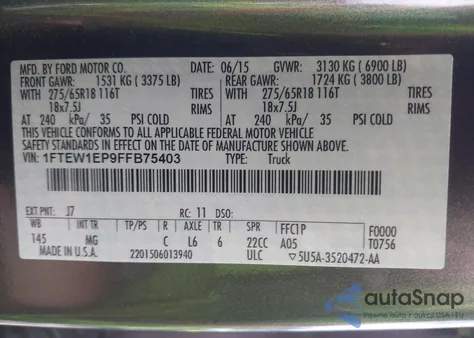 MFD. BY FORD MOTOR CO. DATE: 06/15 GVWR: 3130 KG ( 6900 LB)
FRONT GAWR: 1531 KG ( 3375 LB) REAR GAWR: 1724 KG ( 3800 LB)
WITH 275/65R18 116T TIRES WITH 275/65R18 116T TIRES
18x7.5J RIMS 18x7.5J RIMS
AT 240 kPa/ 35 PSI COLD AT 240 kPa/ 35 PSI COLD
THIS VEHICLE CONFORMS TO ALL APPLICABLE FEDERAL MOTOR VEHICLE
SAFETY STANDARDS IN EFFECT ON THE DATE OF MANUFACTURE SHOWN ABOVE.
VIN: 1FTEW1EP9FFB75403 TYPE: Truck
EXT PNT: J7 RC: 11 DSO:
WB INT TR TP/PS R AXLE TR SPR FFC1P F0000
145 MG C L6 6 22CC A05 T0756
MADE IN U.S.A. 2201506013940 ULC 5U5A-3520472-AA
autoSnap
Pewne auto z USA i EU